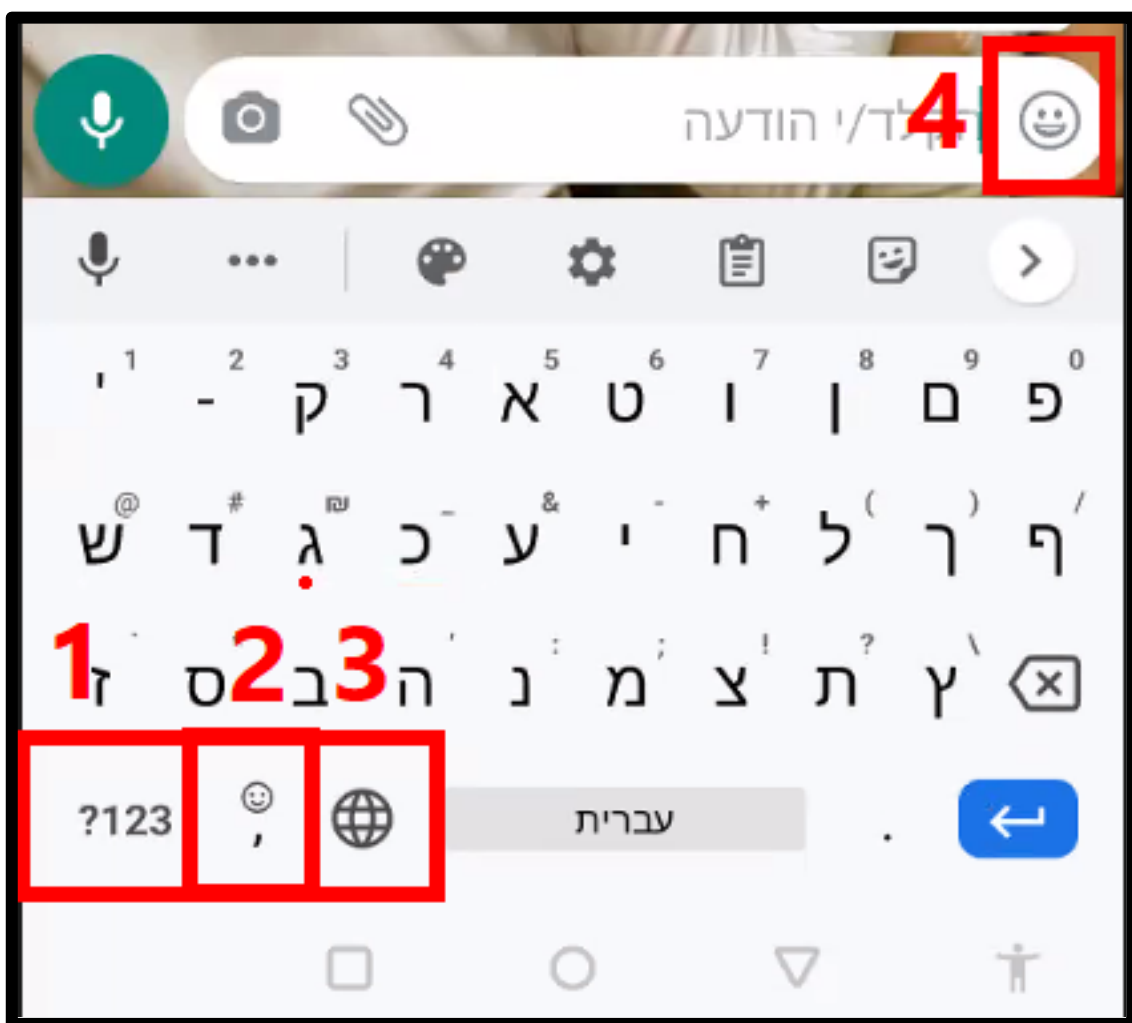 הקלד/י הודעה 4
1 2 3 4 5 6 7 8 9 0
' - ק ר א ט ו ן ם פ
@ # ₪ _ & - + ( ) /
ש ד ג כ ע י ח ל ך ף
' : ; ! ? \
1 2 3
ז ס ב ה נ מ צ ת ץ
?123 , עברית .